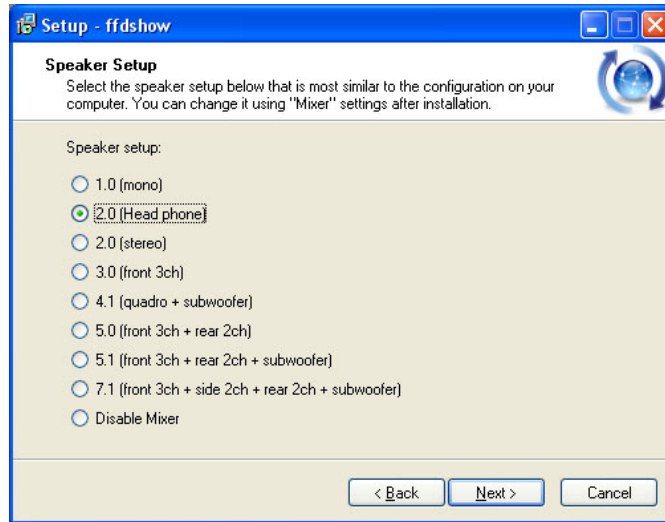 Setup - ffdshow
Speaker Setup
Select the speaker setup below that is most similar to the configuration on your
computer. You can change it using "Mixer" settings after installation.
Speaker setup:
1.0 (mono)
2.0 (Head phone)
2.0 (stereo)
3.0 (front 3ch)
4.1 (quadro + subwoofer)
5.0 (front 3ch + rear 2ch)
5.1 (front 3ch + rear 2ch + subwoofer)
7.1 (front 3ch + side 2ch + rear 2ch + subwoofer)
Disable Mixer
< Back Next > Cancel